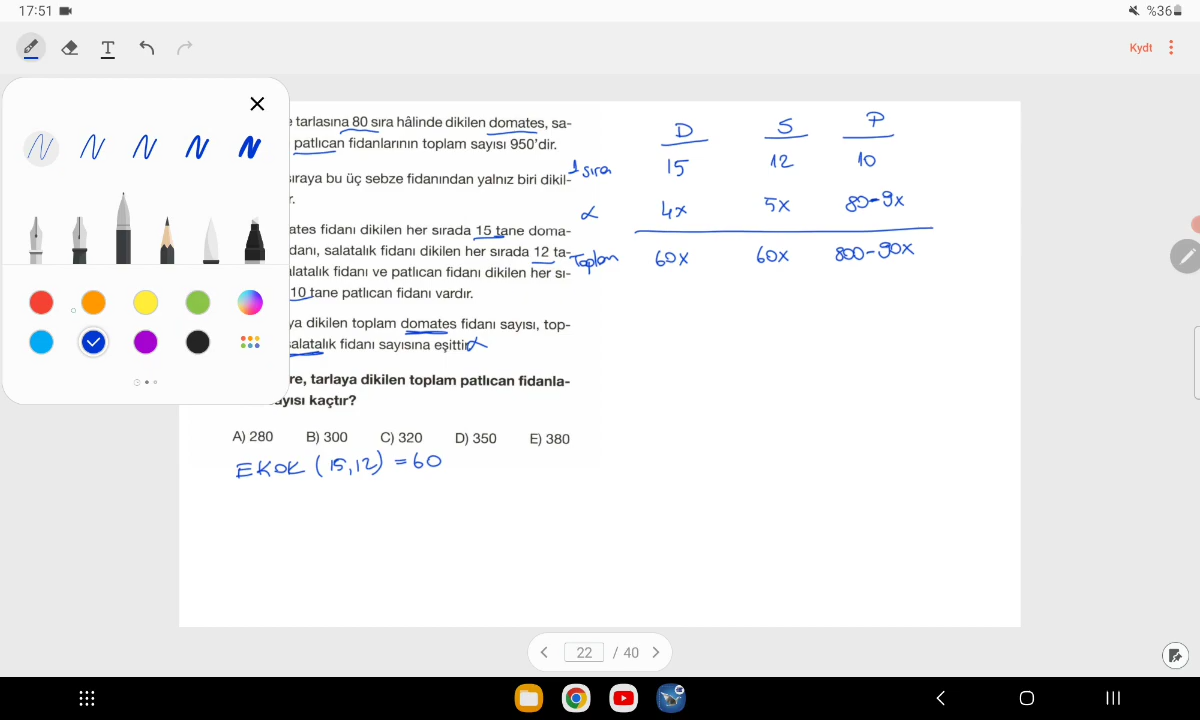 17:51
%36
T
Kydt
e tarlasına 80 sıra hâlinde dikilen domates, sa-
patlıcan fidanlarının toplam sayısı 950'dir.
ıraya bu üç sebze fidanından yalnız biri dikil-
r.
ates fidanı dikilen her sırada 15 tane doma-
danı, salatalık fidanı dikilen her sırada 12 ta-
alatalık fidanı ve patlıcan fidanı dikilen her sı-
10 tane patlıcan fidanı vardır.
ya dikilen toplam domates fidanı sayısı, top-
salatalık fidanı sayısına eşittir
re, tarlaya dikilen toplam patlıcan fidanla-
ayısı kaçtır?
A) 280 B) 300 C) 320 D) 350 E) 380
EKOK (15,12) = 60
D S P
1 sıra 15 12 10
α 4x 5x 80-9x
Toplam 60x 60x 800-90x
22 / 40